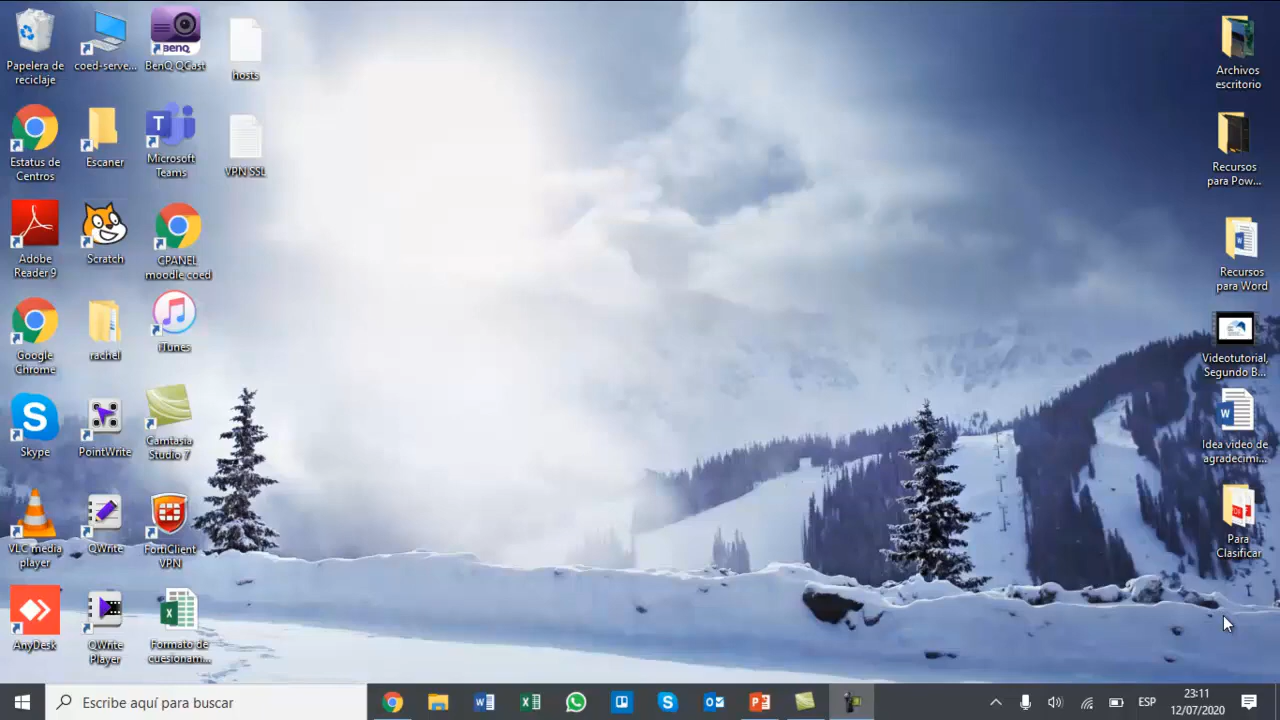 Papelera de
reciclaje
coed-serve...
BenQ
BenQ QCast
hosts
Estatus de
Centros
Escaner
T
Microsoft
Teams
VPN SSL
Adobe
Reader 9
Scratch
CPANEL
moodle coed
Google
Chrome
rachel
iTunes
S
Skype
PointWrite
Camtasia
Studio 7
VLC media
player
QWrite
FortiClient
VPN
AnyDesk
QWrite
Player
X
Formato de
cuesionam...
Archivos
escritorio
Recursos
para Pow...
W
Recursos
para Word
Videotutorial,
Segundo B...
W
Idea video de
agradecimi...
Para
Clasificar
Escribe aquí para buscar
ESP
23:11
12/07/2020